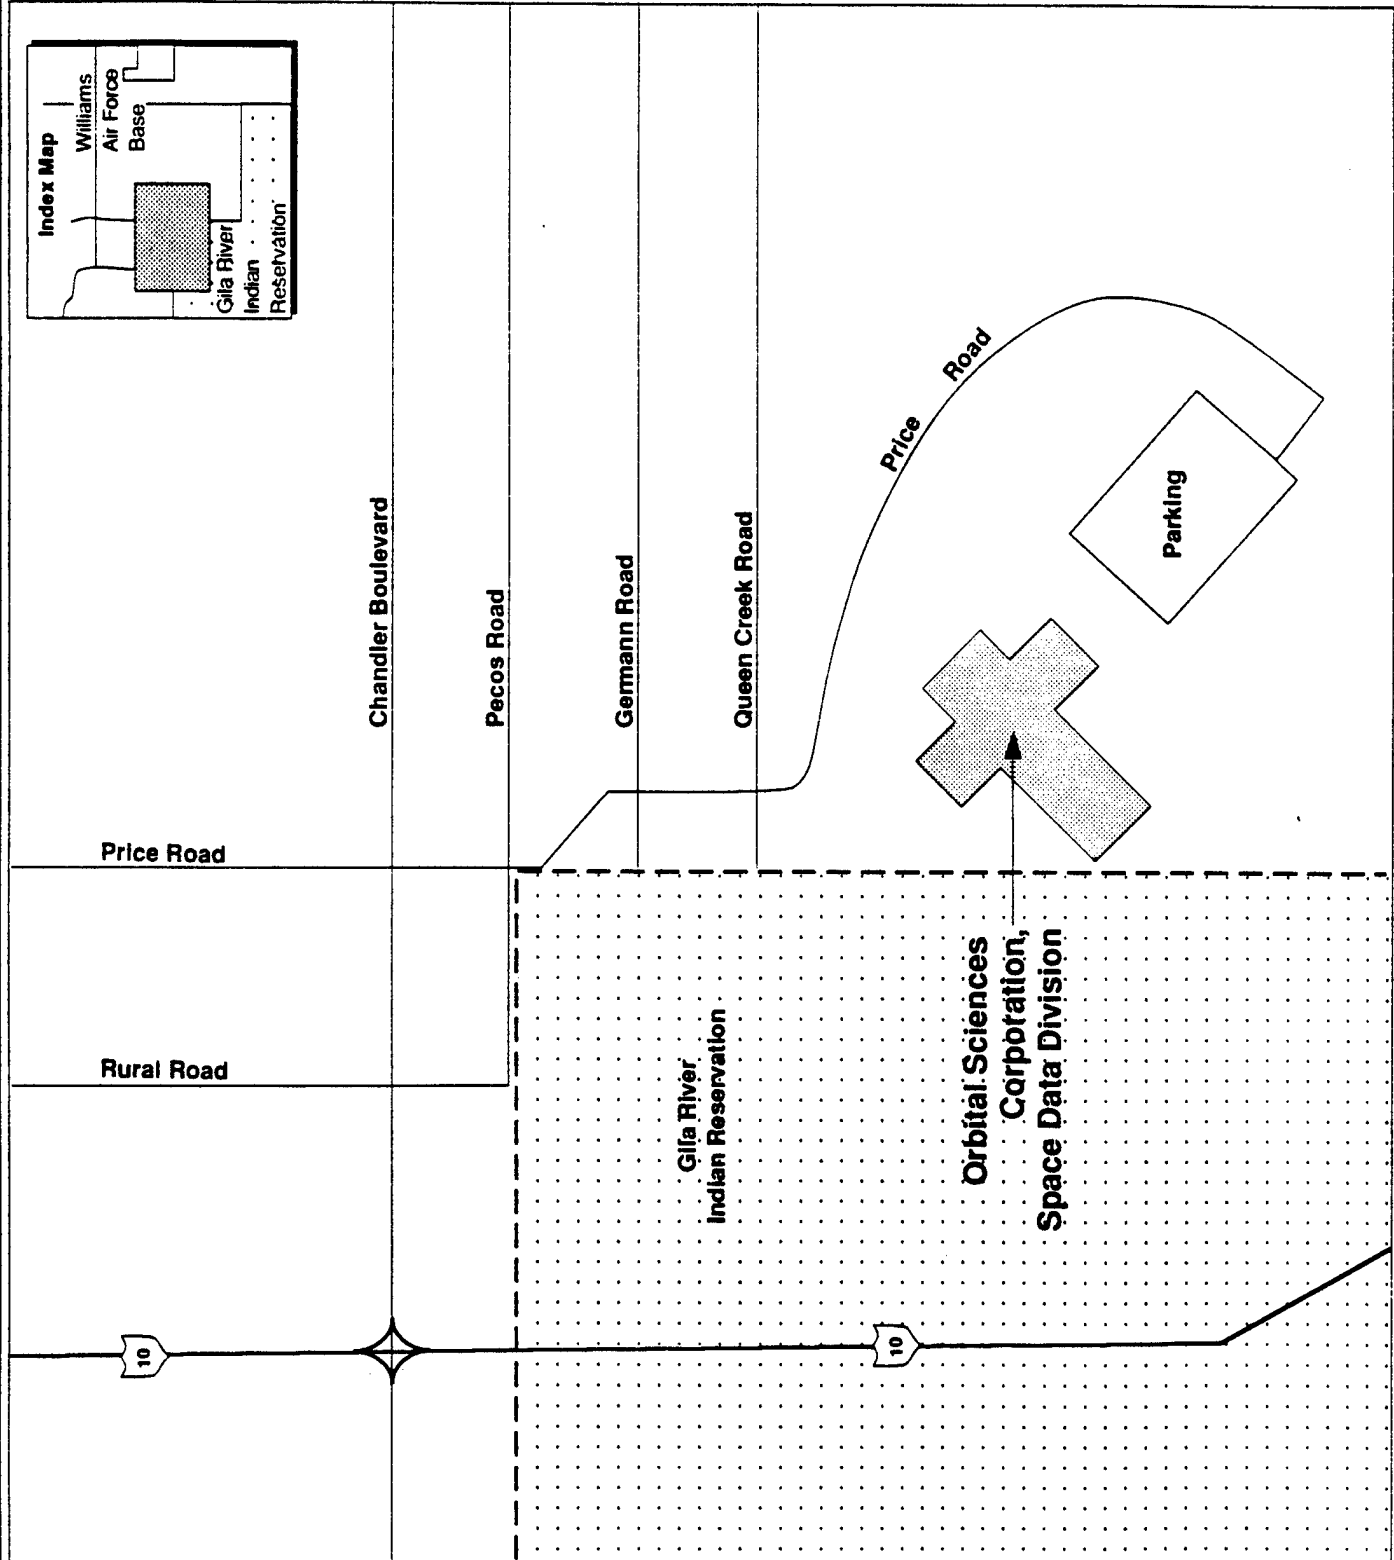 Index Map
Williams
Air Force
Base
Gila River
Indian
Reservation
Chandler Boulevard
Pecos Road
Germann Road
Queen Creek Road
Price Road
Parking
Price Road
Rural Road
Gila River
Indian Reservation
Orbital Sciences
Corporation,
Space Data Division
10
10